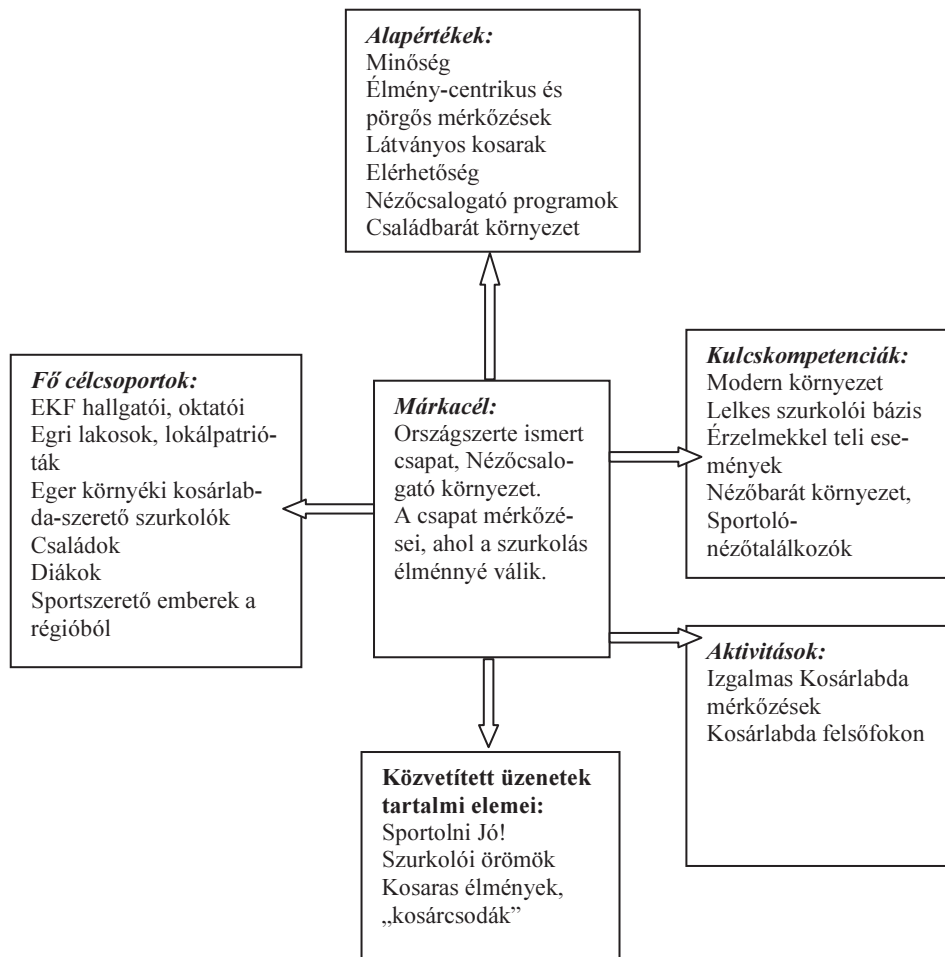 Alapértékek:
Minőség
Élmény-centrikus és
pörgős mérkőzések
Látványos kosarak
Elérhetőség
Nézőcsalogató programok
Családbarát környezet
Fő célcsoportok:
EKF hallgatói, oktatói
Egri lakosok, lokálpatrió-
ták
Eger környéki kosárlab-
da-szerető szurkolók
Családok
Diákok
Sportszerető emberek a
régióból
Márkacél:
Országszerte ismert
csapat, Nézőcsalo-
gató környezet.
A csapat mérkőzé-
sei, ahol a szurkolás
élménnyé válik.
Kulcskompetenciák:
Modern környezet
Lelkes szurkolói bázis
Érzelmekkel teli ese-
mények
Nézőbarát környezet,
Sportoló-
nézőtalálkozók
Aktivitások:
Izgalmas Kosárlabda
mérkőzések
Kosárlabda felsőfokon
Közvetített üzenetek
tartalmi elemei:
Sportolni Jó!
Szurkolói örömök
Kosaras élmények,
„kosárcsodák”